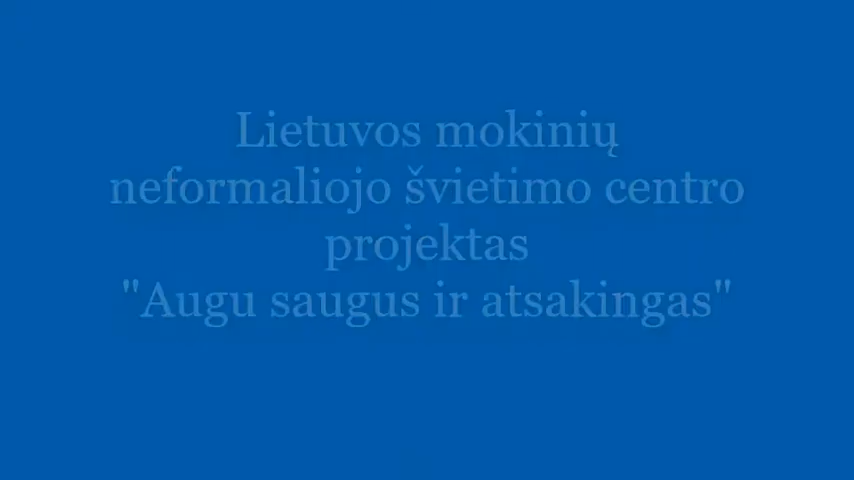 Lietuvos mokinių
neformaliojo švietimo centro
projektas
"Augu saugus ir atsakingas"